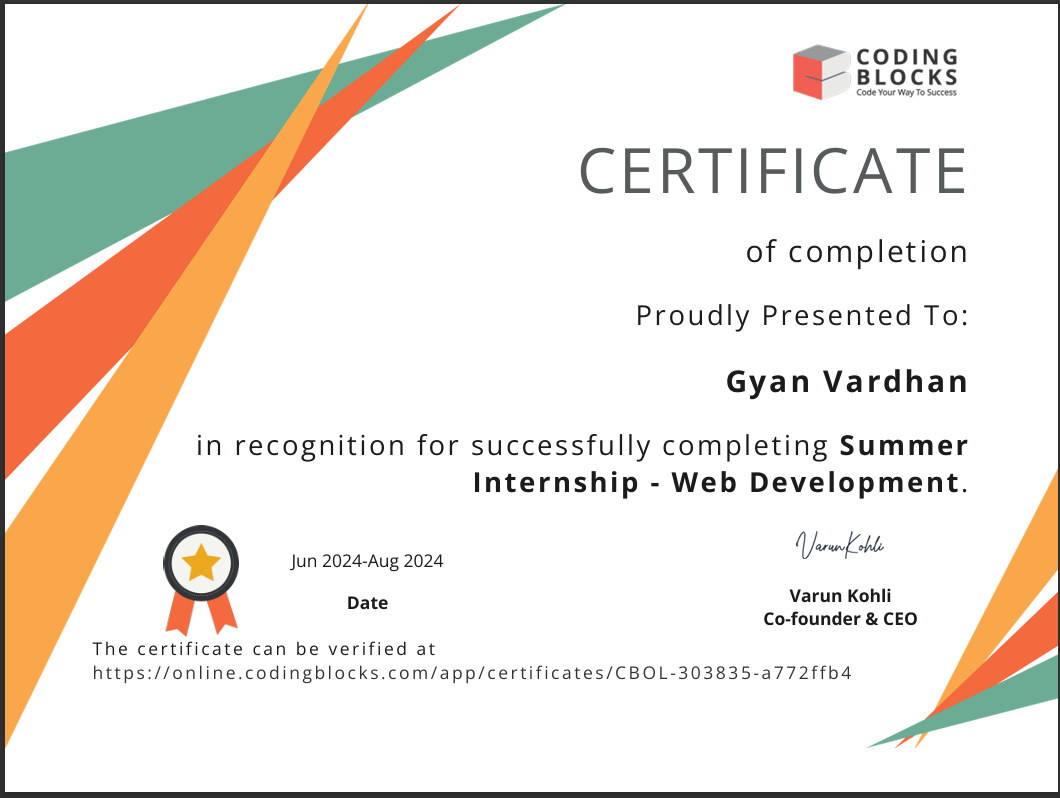 CODING
BLOCKS
Code Your Way To Success
CERTIFICATE
of completion
Proudly Presented To:
Gyan Vardhan
in recognition for successfully completing Summer
Internship - Web Development.
Jun 2024-Aug 2024
Date
VarunKohli
Varun Kohli
Co-founder & CEO
The certificate can be verified at
https://online.codingblocks.com/app/certificates/CBOL-303835-a772ffb4